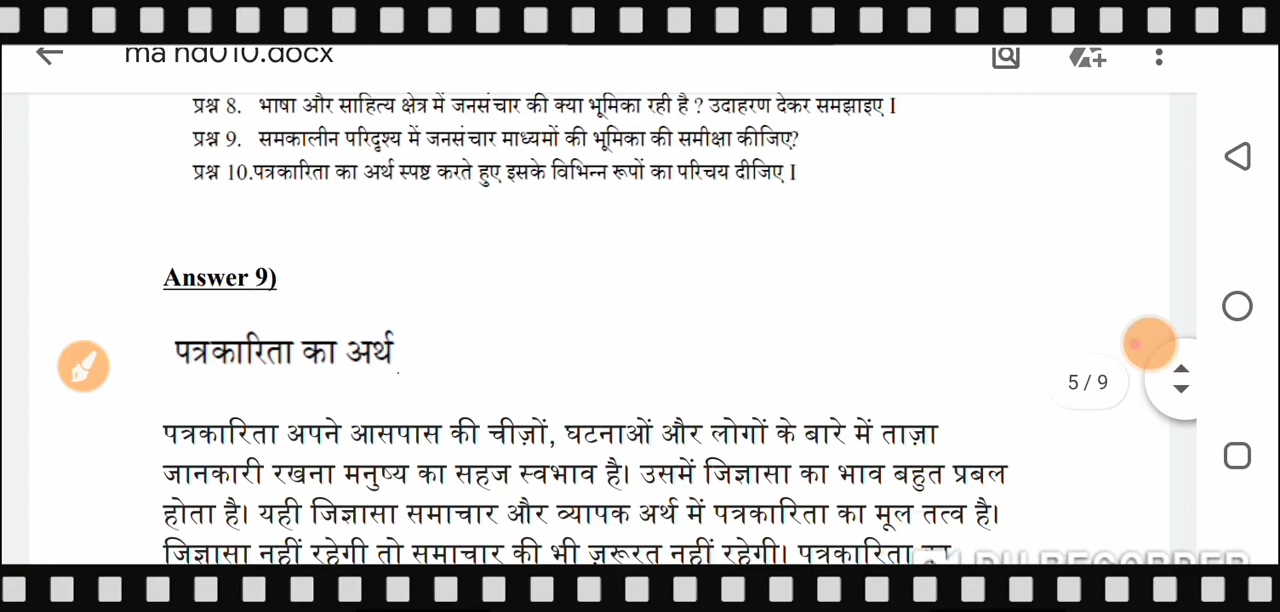 ma hd010.docx
प्रश्न 8. भाषा और साहित्य क्षेत्र में जनसंचार की क्या भूमिका रही है ? उदाहरण देकर समझाइए I
प्रश्न 9. समकालीन परिदृश्य में जनसंचार माध्यमों की भूमिका की समीक्षा कीजिए?
प्रश्न 10.पत्रकारिता का अर्थ स्पष्ट करते हुए इसके विभिन्न रूपों का परिचय दीजिए I
Answer 9)
पत्रकारिता का अर्थ
5 / 9
पत्रकारिता अपने आसपास की चीज़ों, घटनाओं और लोगों के बारे में ताज़ा
जानकारी रखना मनुष्य का सहज स्वभाव है। उसमें जिज्ञासा का भाव बहुत प्रबल
होता है। यही जिज्ञासा समाचार और व्यापक अर्थ में पत्रकारिता का मूल तत्व है।
जिज्ञासा नहीं रहेगी तो समाचार की भी ज़रूरत नहीं रहेगी। पत्रकारिता
DU RECORDER